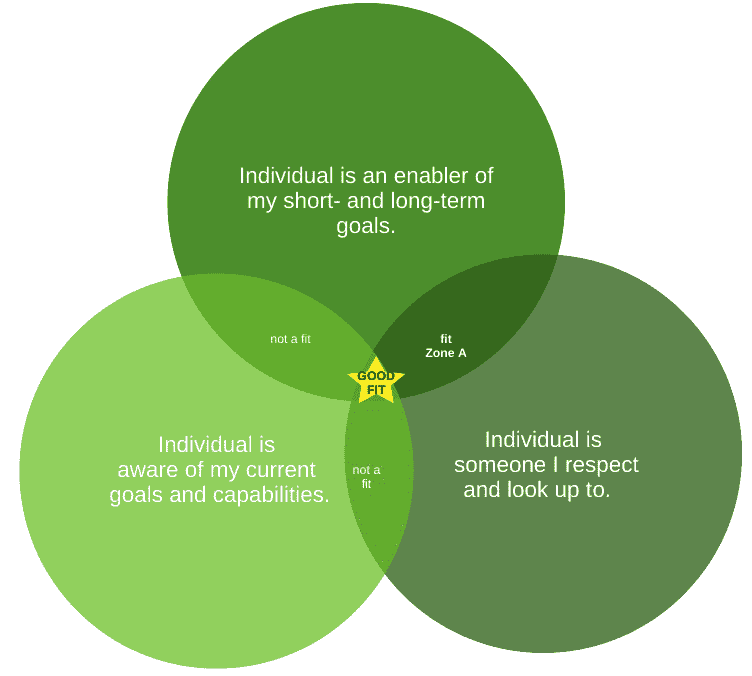 Individual is an enabler of
my short- and long-term
goals.
not a fit
fit
Zone A
GOOD
FIT
Individual is
aware of my current
goals and capabilities.
not a
fit
Individual is
someone I respect
and look up to.